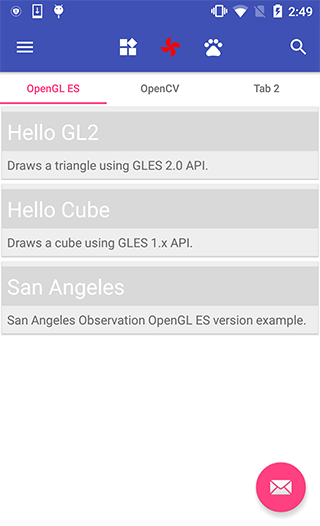 2:49
OpenGL ES
OpenCV
Tab 2
Hello GL2
Draws a triangle using GLES 2.0 API.
Hello Cube
Draws a cube using GLES 1.x API.
San Angeles
San Angeles Observation OpenGL ES version example.